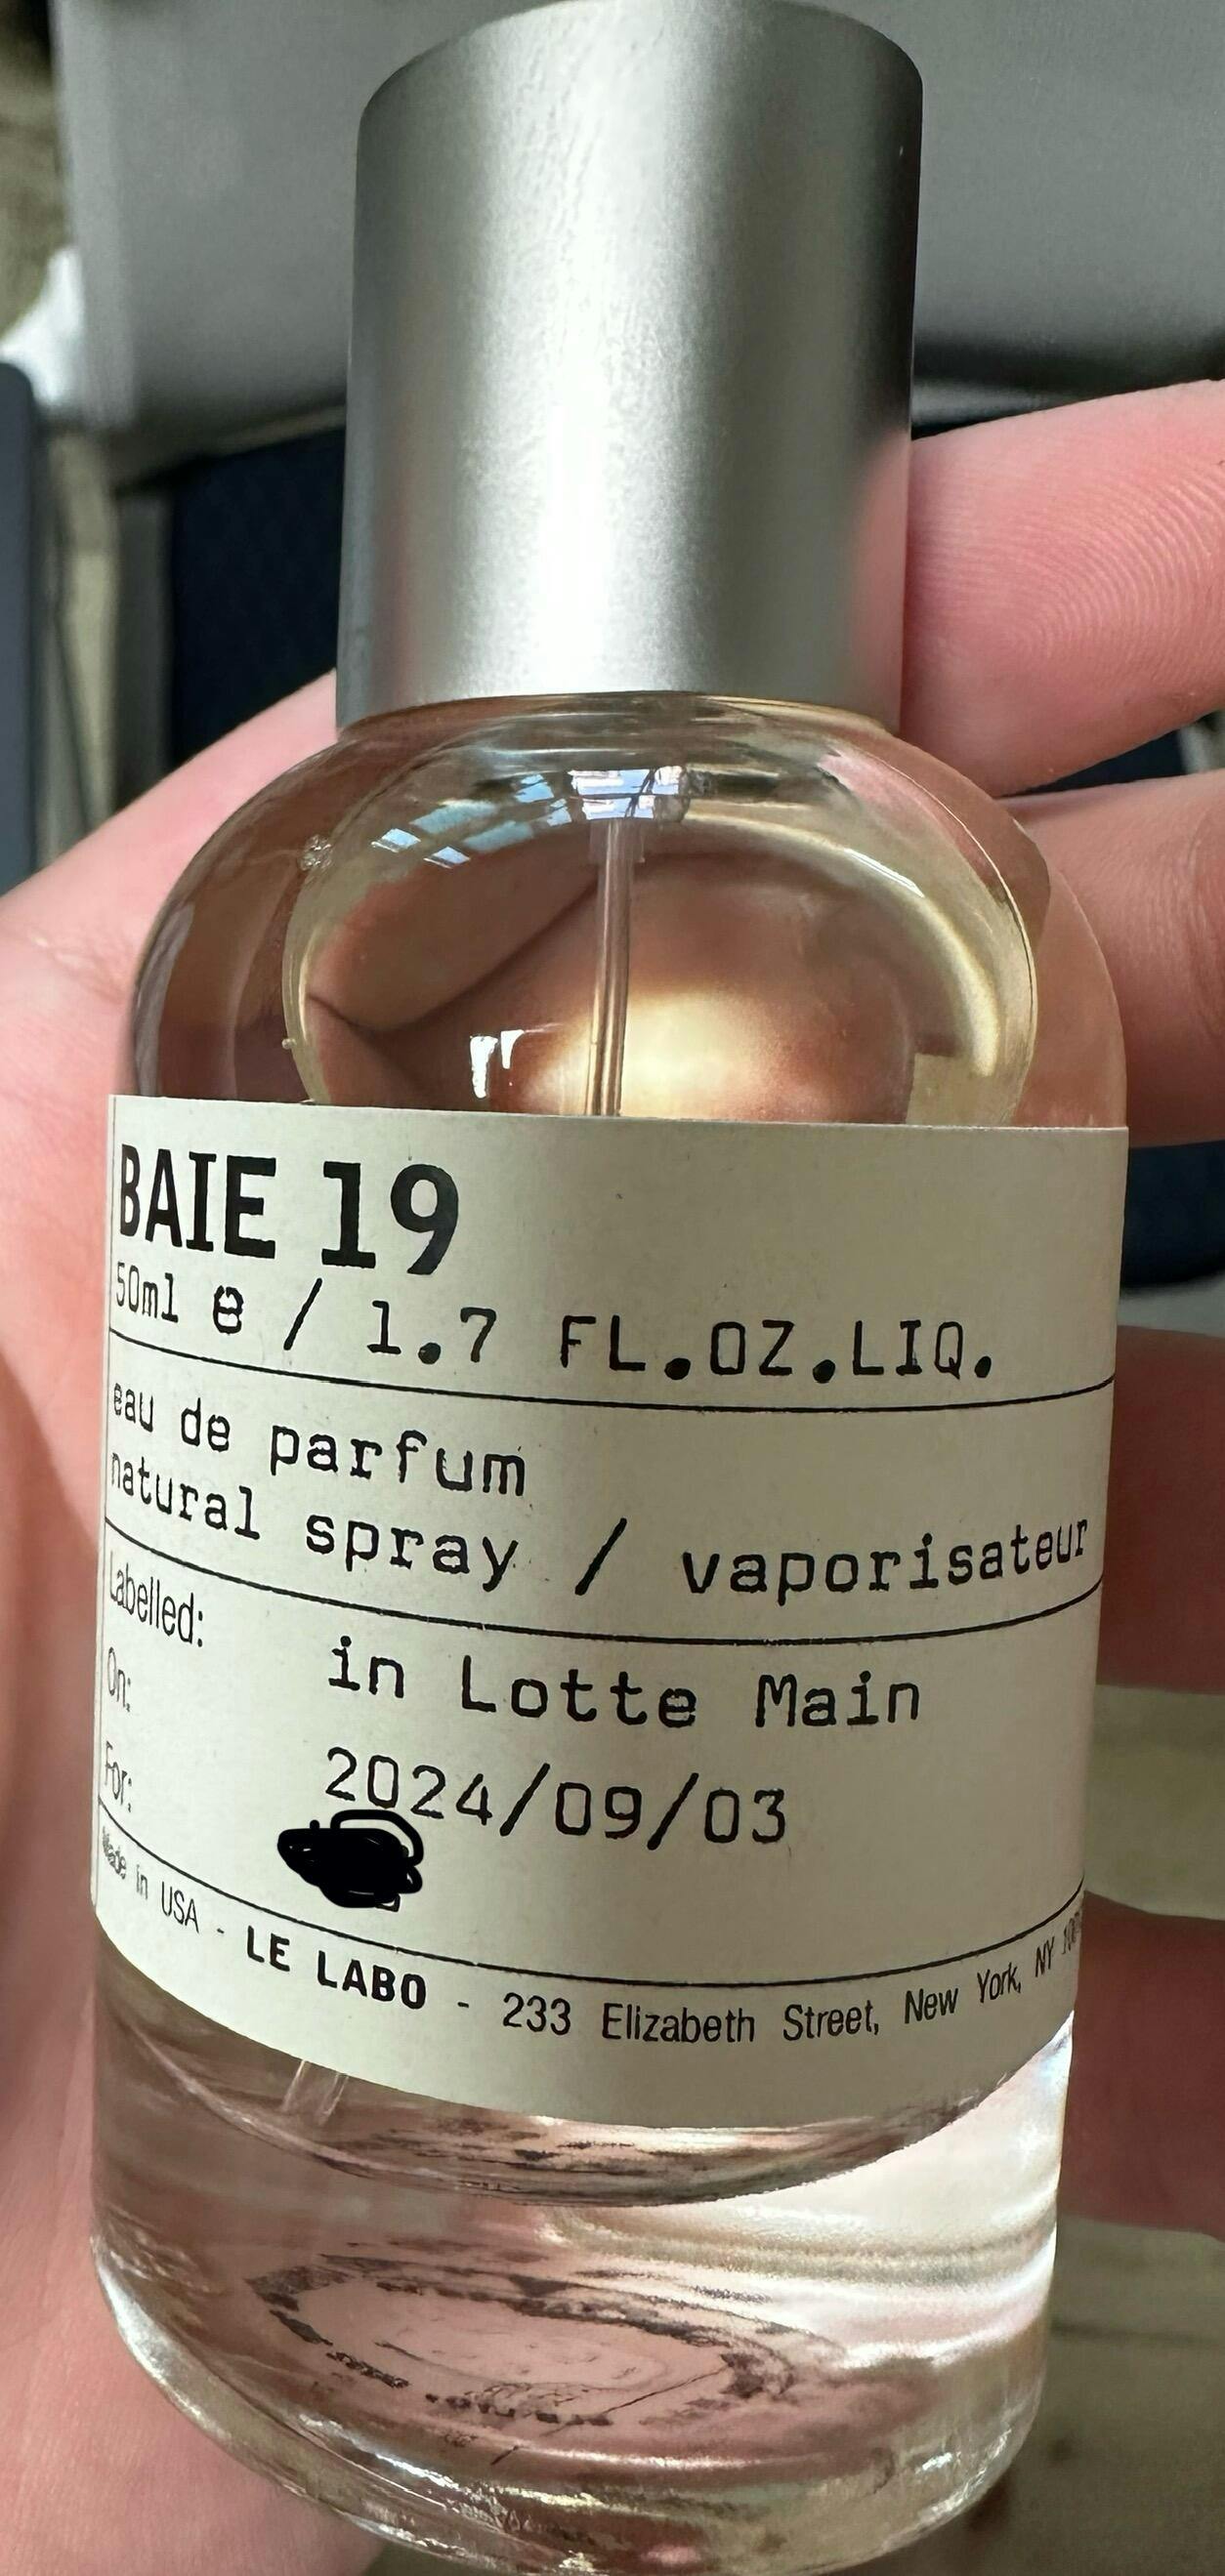 BAIE 19
50ml e / 1.7 FL.OZ.LIQ.
eau de parfum
natural spray / vaporisateur
Labelled: in Lotte Main
On: 2024/09/03
For:
Made in USA - LE LABO - 233 Elizabeth Street, New York, NY